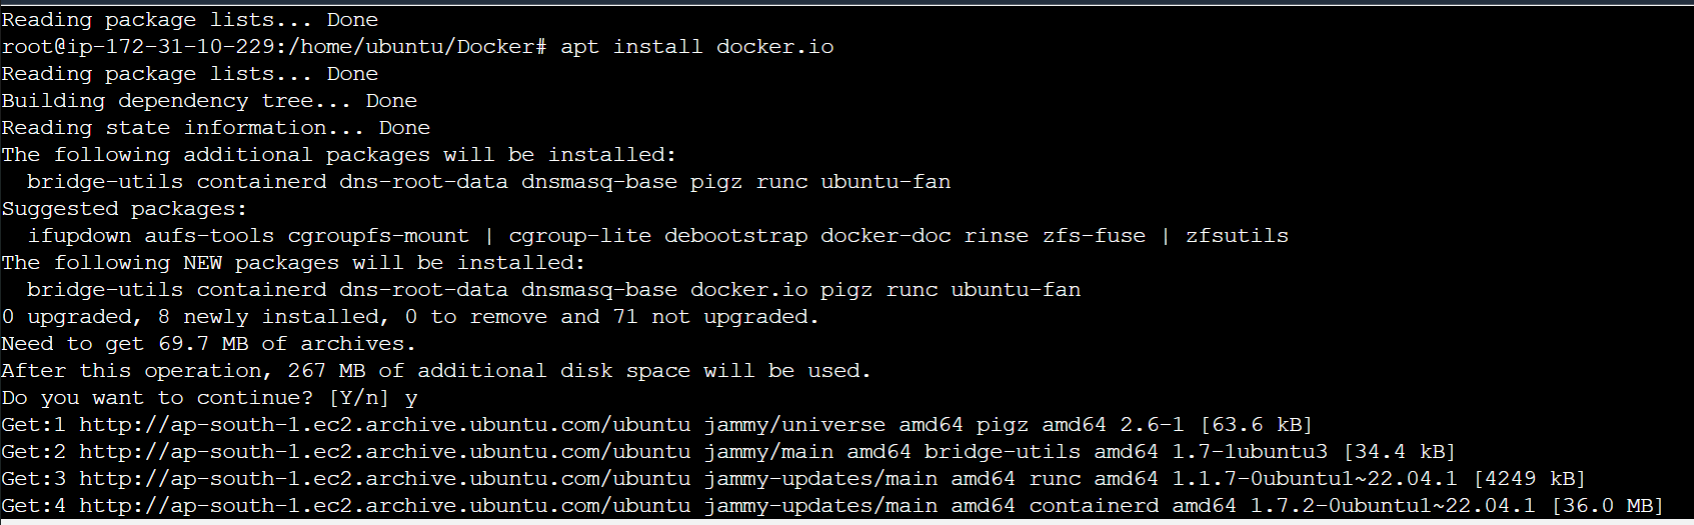 Reading package lists... Done
root@ip-172-31-10-229:/home/ubuntu/Docker# apt install docker.io
Reading package lists... Done
Building dependency tree... Done
Reading state information... Done
The following additional packages will be installed:
  bridge-utils containerd dns-root-data dnsmasq-base pigz runc ubuntu-fan
Suggested packages:
  ifupdown aufs-tools cgroupfs-mount | cgroup-lite debootstrap docker-doc rinse zfs-fuse | zfsutils
The following NEW packages will be installed:
  bridge-utils containerd dns-root-data dnsmasq-base docker.io pigz runc ubuntu-fan
0 upgraded, 8 newly installed, 0 to remove and 71 not upgraded.
Need to get 69.7 MB of archives.
After this operation, 267 MB of additional disk space will be used.
Do you want to continue? [Y/n] y
Get:1 http://ap-south-1.ec2.archive.ubuntu.com/ubuntu jammy/universe amd64 pigz amd64 2.6-1 [63.6 kB]
Get:2 http://ap-south-1.ec2.archive.ubuntu.com/ubuntu jammy/main amd64 bridge-utils amd64 1.7-1ubuntu3 [34.4 kB]
Get:3 http://ap-south-1.ec2.archive.ubuntu.com/ubuntu jammy-updates/main amd64 runc amd64 1.1.7-0ubuntu1~22.04.1 [4249 kB]
Get:4 http://ap-south-1.ec2.archive.ubuntu.com/ubuntu jammy-updates/main amd64 containerd amd64 1.7.2-0ubuntu1~22.04.1 [36.0 MB]